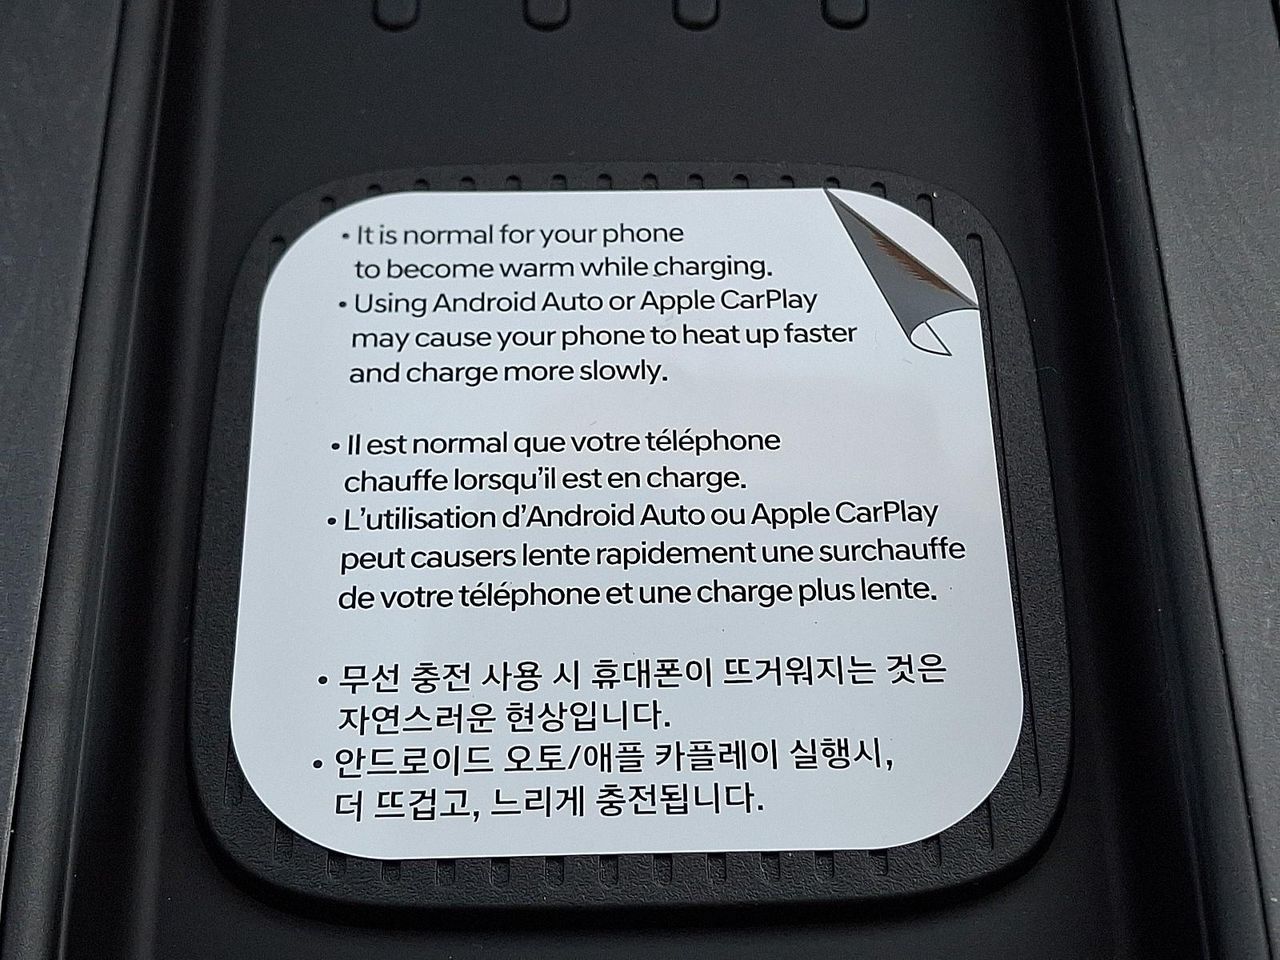 • It is normal for your phone
to become warm while charging.
• Using Android Auto or Apple CarPlay
may cause your phone to heat up faster
and charge more slowly.
• Il est normal que votre téléphone
chauffe lorsqu'il est en charge.
• L'utilisation d'Android Auto ou Apple CarPlay
peut causers lente rapidement une surchauffe
de votre téléphone et une charge plus lente.
• 무선 충전 사용 시 휴대폰이 뜨거워지는 것은
자연스러운 현상입니다.
• 안드로이드 오토/애플 카플레이 실행시,
더 뜨겁고, 느리게 충전됩니다.